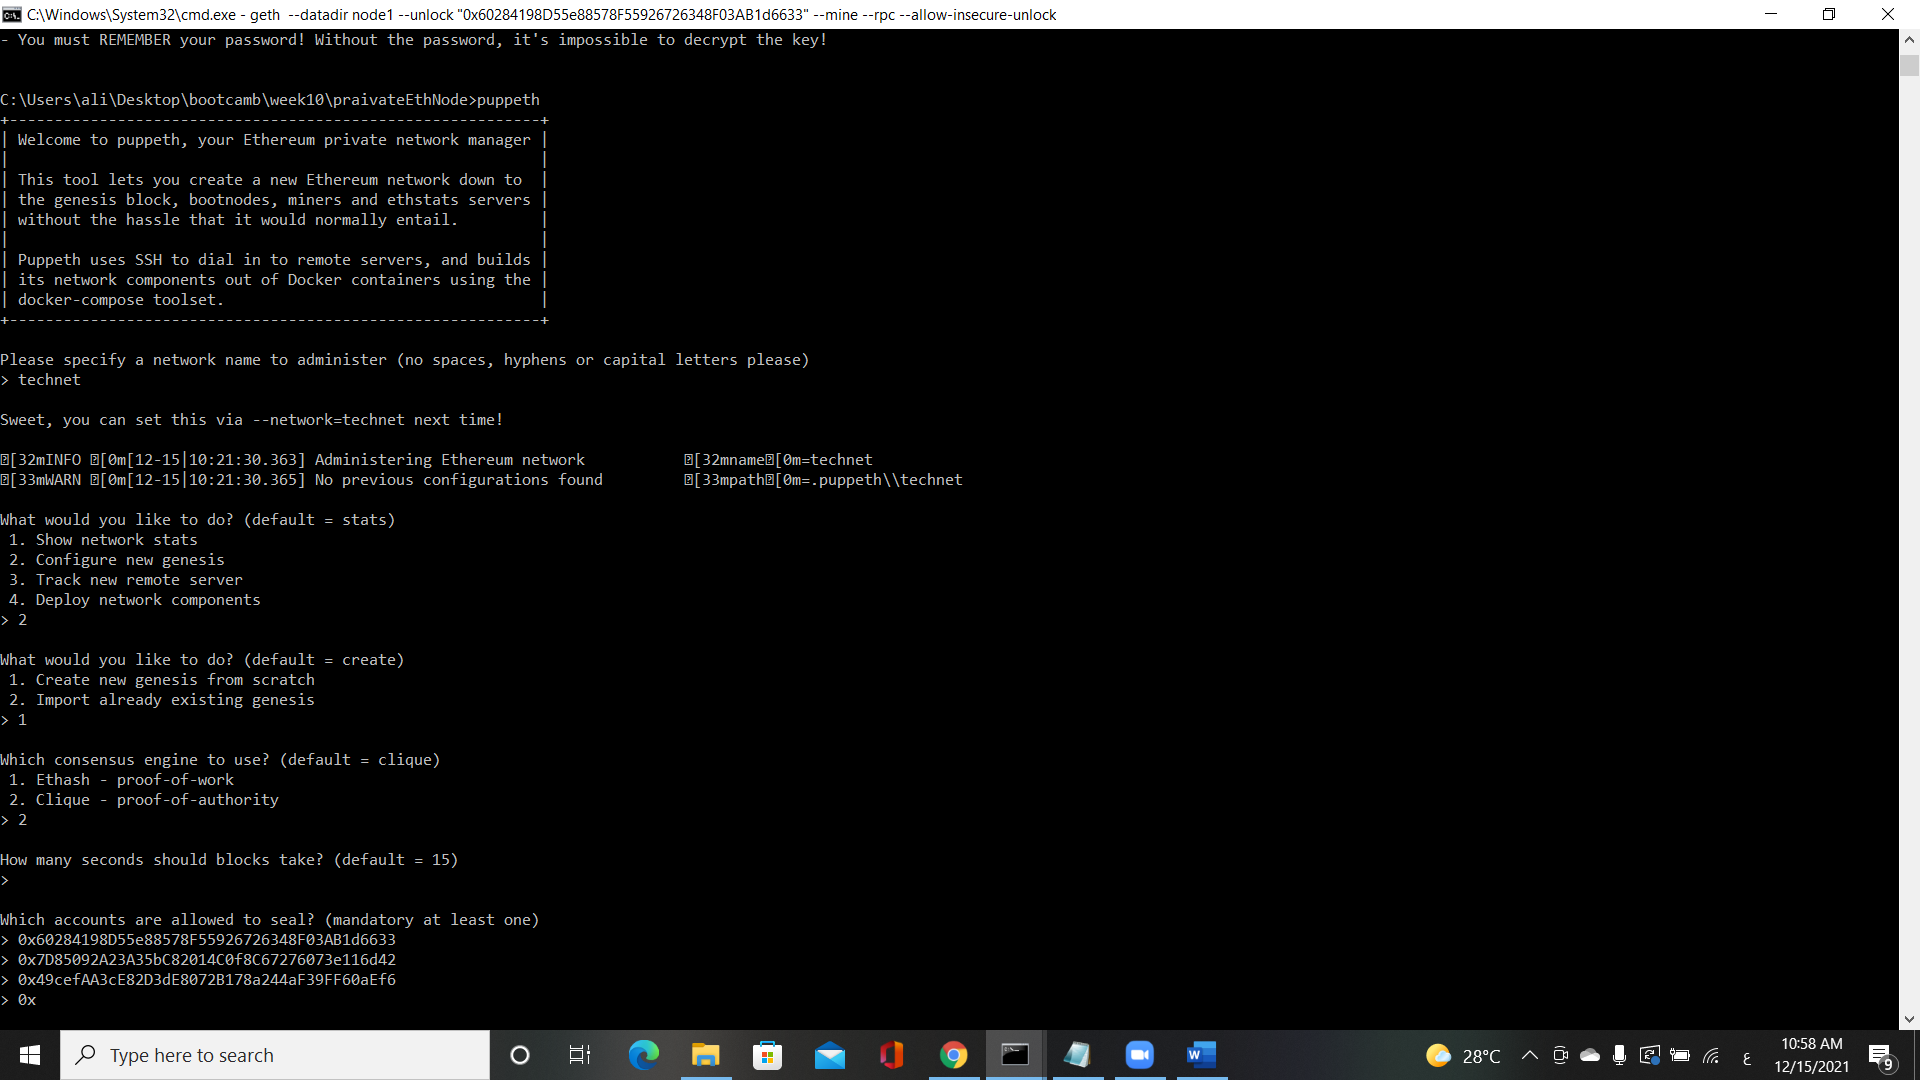 C:\Windows\System32\cmd.exe - geth  --datadir node1 --unlock "0x60284198D55e88578F55926726348F03AB1d6633" --mine --rpc --allow-insecure-unlock
- You must REMEMBER your password! Without the password, it's impossible to decrypt the key!
C:\Users\ali\Desktop\bootcamb\week10\praivateEthNode>puppeth
+-----------------------------------------------------------+
| Welcome to puppeth, your Ethereum private network manager |
|                                                           |
| This tool lets you create a new Ethereum network down to  |
| the genesis block, bootnodes, miners and ethstats servers |
| without the hassle that it would normally entail.         |
|                                                           |
| Puppeth uses SSH to dial in to remote servers, and builds |
| its network components out of Docker containers using the |
| docker-compose toolset.                                   |
+-----------------------------------------------------------+
Please specify a network name to administer (no spaces, hyphens or capital letters please)
> technet
Sweet, you can set this via --network=technet next time!
[32mINFO [0m[12-15|10:21:30.363] Administering Ethereum network           [32mname[0m=technet
[33mWARN [0m[12-15|10:21:30.365] No previous configurations found         [33mpath[0m=.puppeth\\technet
What would you like to do? (default = stats)
1. Show network stats
2. Configure new genesis
3. Track new remote server
4. Deploy network components
> 2
What would you like to do? (default = create)
1. Create new genesis from scratch
2. Import already existing genesis
> 1
Which consensus engine to use? (default = clique)
1. Ethash - proof-of-work
2. Clique - proof-of-authority
> 2
How many seconds should blocks take? (default = 15)
>
Which accounts are allowed to seal? (mandatory at least one)
> 0x60284198D55e88578F55926726348F03AB1d6633
> 0x7D85092A23A35bC82014C0f8C67276073e116d42
> 0x49cefAA3cE82D3dE8072B178a244aF39FF60aEf6
> 0x
Type here to search
28°C
ع
10:58 AM
12/15/2021
9